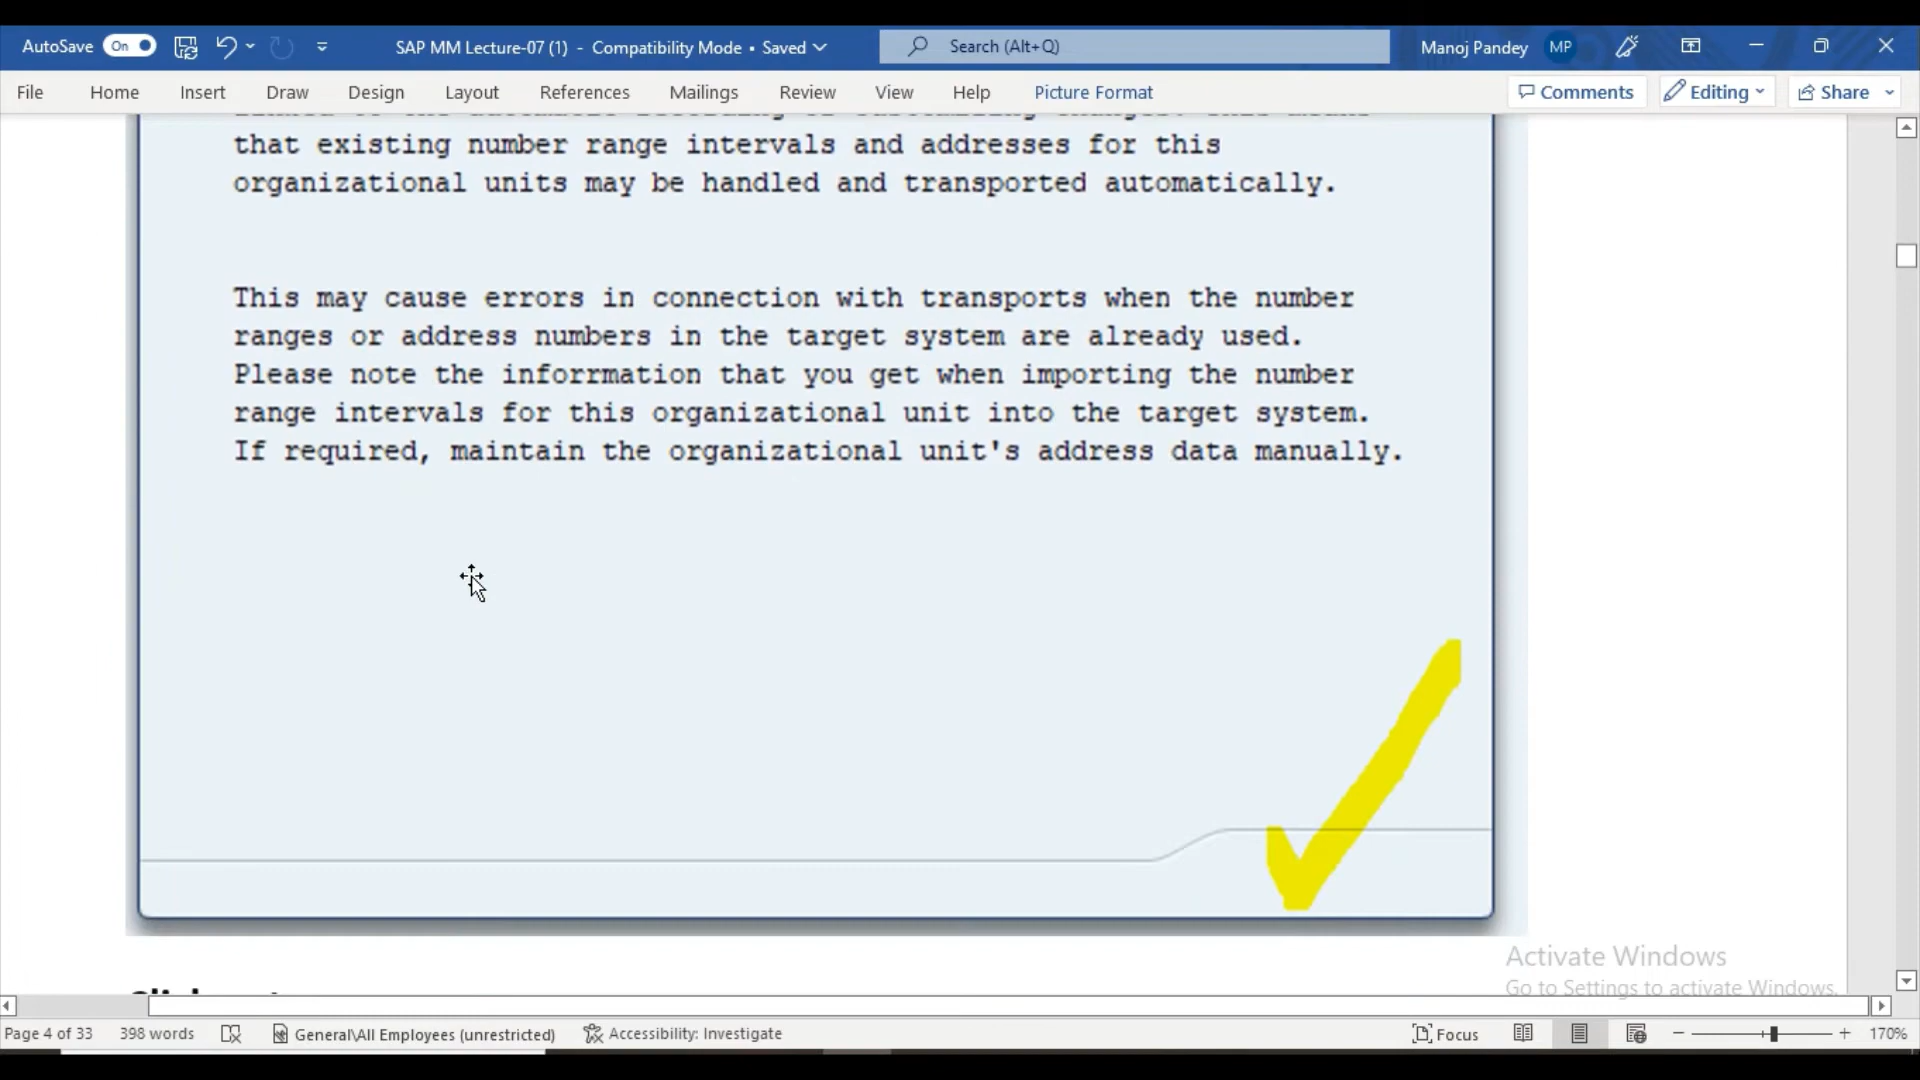 AutoSave On SAP MM Lecture-07 (1) - Compatibility Mode • Saved Search (Alt+Q) Manoj Pandey MP
File Home Insert Draw Design Layout References Mailings Review View Help Picture Format Comments Editing Share
that existing number range intervals and addresses for this
organizational units may be handled and transported automatically.
This may cause errors in connection with transports when the number
ranges or address numbers in the target system are already used.
Please note the inforrmation that you get when importing the number
range intervals for this organizational unit into the target system.
If required, maintain the organizational unit's address data manually.
Activate Windows
Go to Settings to activate Windows.
Page 4 of 33 398 words General\All Employees (unrestricted) Accessibility: Investigate Focus 170%